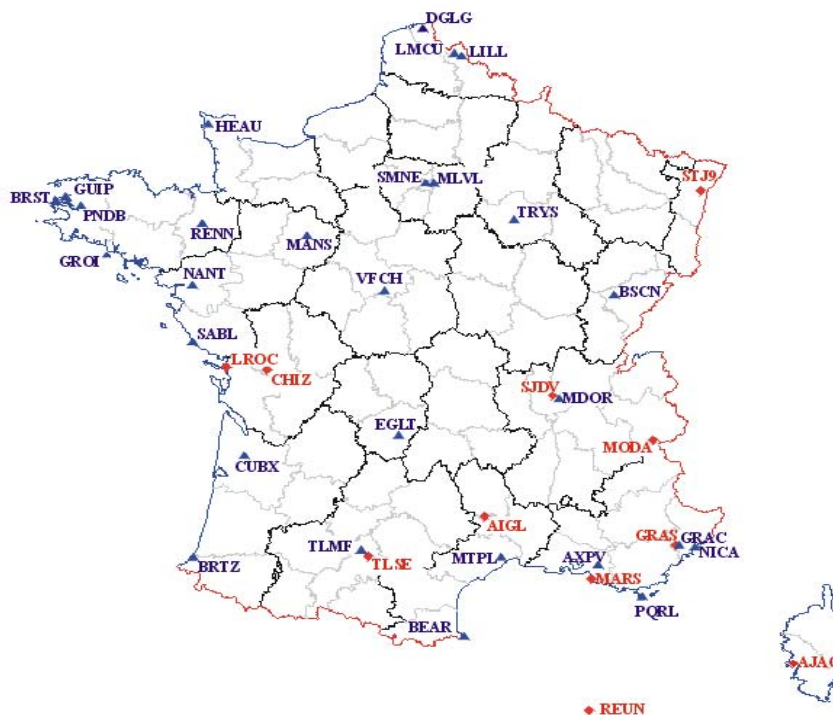 DGLG
LMCU LILL
HEAU
SMNE MLVL STJ9
GUIP
BRST
PNDB TRYS
RENN
MANS
GROI
NANT VFCH
BSCN
SABL
LROC
CHIZ
SJDV MDOR
EGLT
MODA
CUBX
AIGL
GRAS GRAC
TLMF NICA
TLSE MTPL AXPV
BRTZ
MARS
PQRL
BEAR
AJAC
REUN